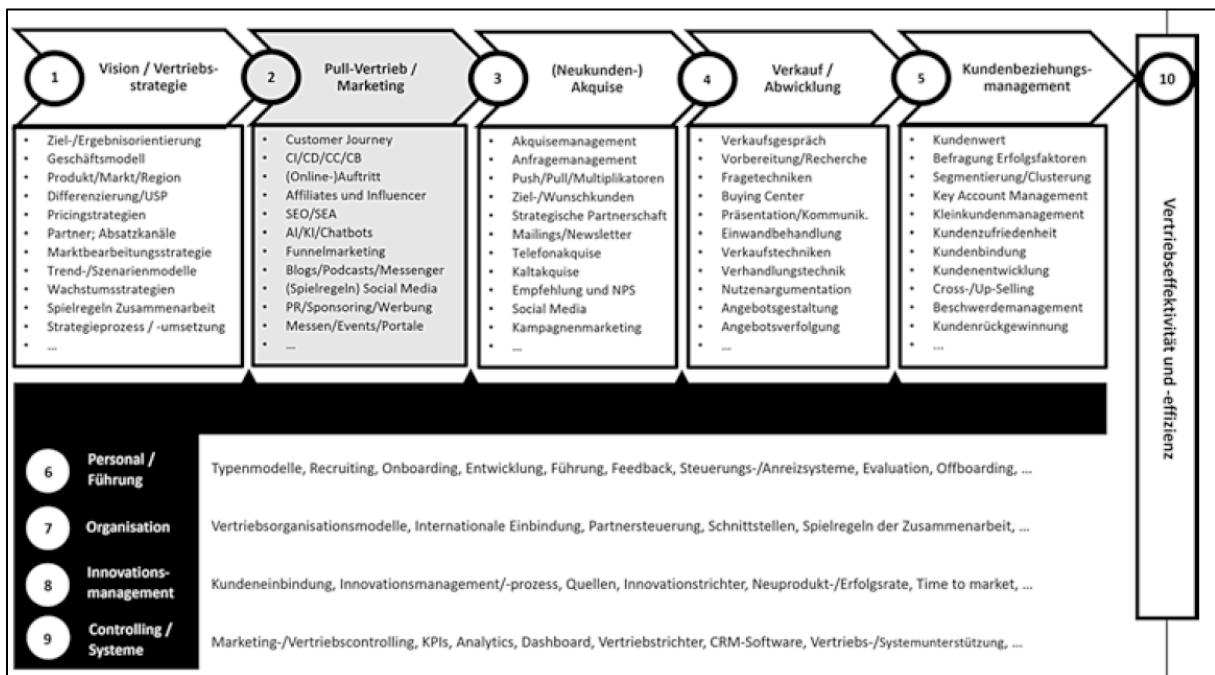 1
Vision / Vertriebs-
strategie
• Ziel-/Ergebnisorientierung
• Geschäftsmodell
• Produkt/Markt/Region
• Differenzierung/USP
• Pricingstrategien
• Partner; Absatzkanäle
• Marktbearbeitungsstrategie
• Trend-/Szenarienmodelle
• Wachstumsstrategien
• Spielregeln Zusammenarbeit
• Strategieprozess / -umsetzung
• ...
2
Pull-Vertrieb /
Marketing
• Customer Journey
• CI/CD/CC/CB
• (Online-)Auftritt
• Affiliates und Influencer
• SEO/SEA
• AI/KI/Chatbots
• Funnelmarketing
• Blogs/Podcasts/Messenger
• (Spielregeln) Social Media
• PR/Sponsoring/Werbung
• Messen/Events/Portale
• ...
3
(Neukunden-)
Akquise
• Akquisemanagement
• Anfragemanagement
• Push/Pull/Multiplikatoren
• Ziel-/Wunschkunden
• Strategische Partnerschaft
• Mailings/Newsletter
• Telefonakquise
• Kaltakquise
• Empfehlung und NPS
• Social Media
• Kampagnenmarketing
• ...
4
Verkauf /
Abwicklung
• Verkaufsgespräch
• Vorbereitung/Recherche
• Fragetechniken
• Buying Center
• Präsentation/Kommunik.
• Einwandbehandlung
• Verkaufstechniken
• Verhandlungstechnik
• Nutzenargumentation
• Angebotsgestaltung
• Angebotsverfolgung
• ...
5
Kundenbeziehungs-
management
• Kundenwert
• Befragung Erfolgsfaktoren
• Segmentierung/Clusterung
• Key Account Management
• Kleinkundenmanagement
• Kundenzufriedenheit
• Kundenbindung
• Kundenentwicklung
• Cross-/Up-Selling
• Beschwerdemanagement
• Kundenrückgewinnung
• ...
10
Vertriebseffektivität und -effizienz
6
Personal /
Führung
Typenmodelle, Recruiting, Onboarding, Entwicklung, Führung, Feedback, Steuerungs-/Anreizsysteme, Evaluation, Offboarding, ...
7
Organisation
Vertriebsorganisationsmodelle, Internationale Einbindung, Partnersteuerung, Schnittstellen, Spielregeln der Zusammenarbeit, ...
8
Innovations-
management
Kundeneinbindung, Innovationsmanagement/-prozess, Quellen, Innovationstrichter, Neuprodukt-/Erfolgsrate, Time to market, ...
9
Controlling /
Systeme
Marketing-/Vertriebscontrolling, KPIs, Analytics, Dashboard, Vertriebstrichter, CRM-Software, Vertriebs-/Systemunterstützung, ...